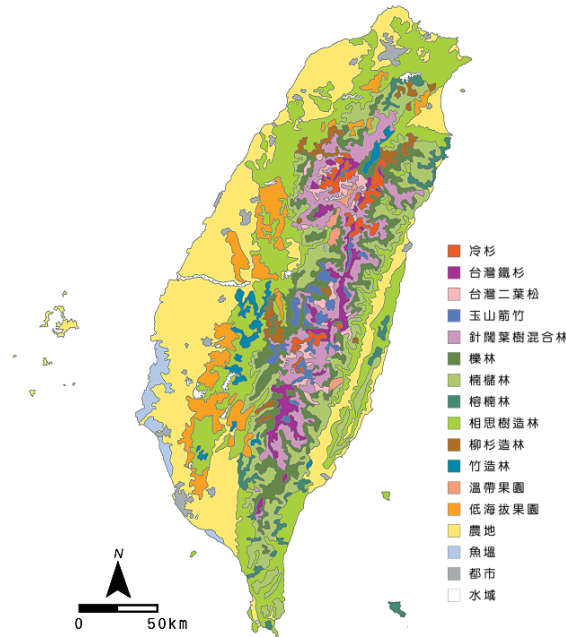 冷杉
台灣鐵杉
台灣二葉松
玉山箭竹
針闊葉樹混合林
櫟林
楠櫧林
榕楠林
相思樹造林
柳杉造林
竹造林
溫帶果園
低海拔果園
農地
魚塭
都市
水域
N
0 50km